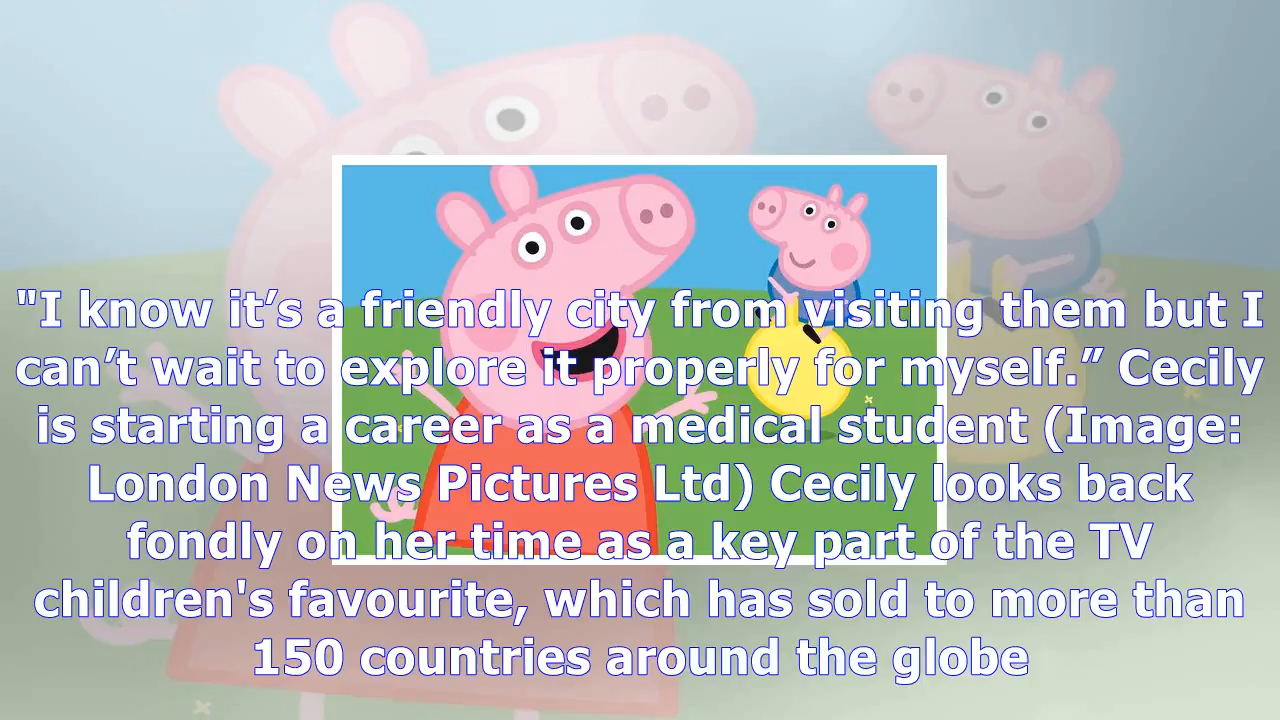 "I know it’s a friendly city from visiting them but I
can’t wait to explore it properly for myself.” Cecily
is starting a career as a medical student (Image:
London News Pictures Ltd) Cecily looks back
fondly on her time as a key part of the TV
children's favourite, which has sold to more than
150 countries around the globe